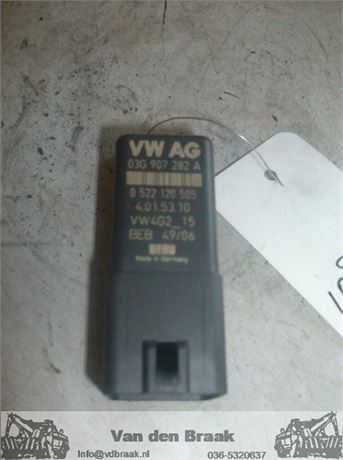 VW AG
03G 907 282 A
0 522 120 505
4.01.53.10
VW4G2_15
BEB 49/06
BERU
Made in Germany
Van den Braak
Info@vdbraak.nl
036-5320637